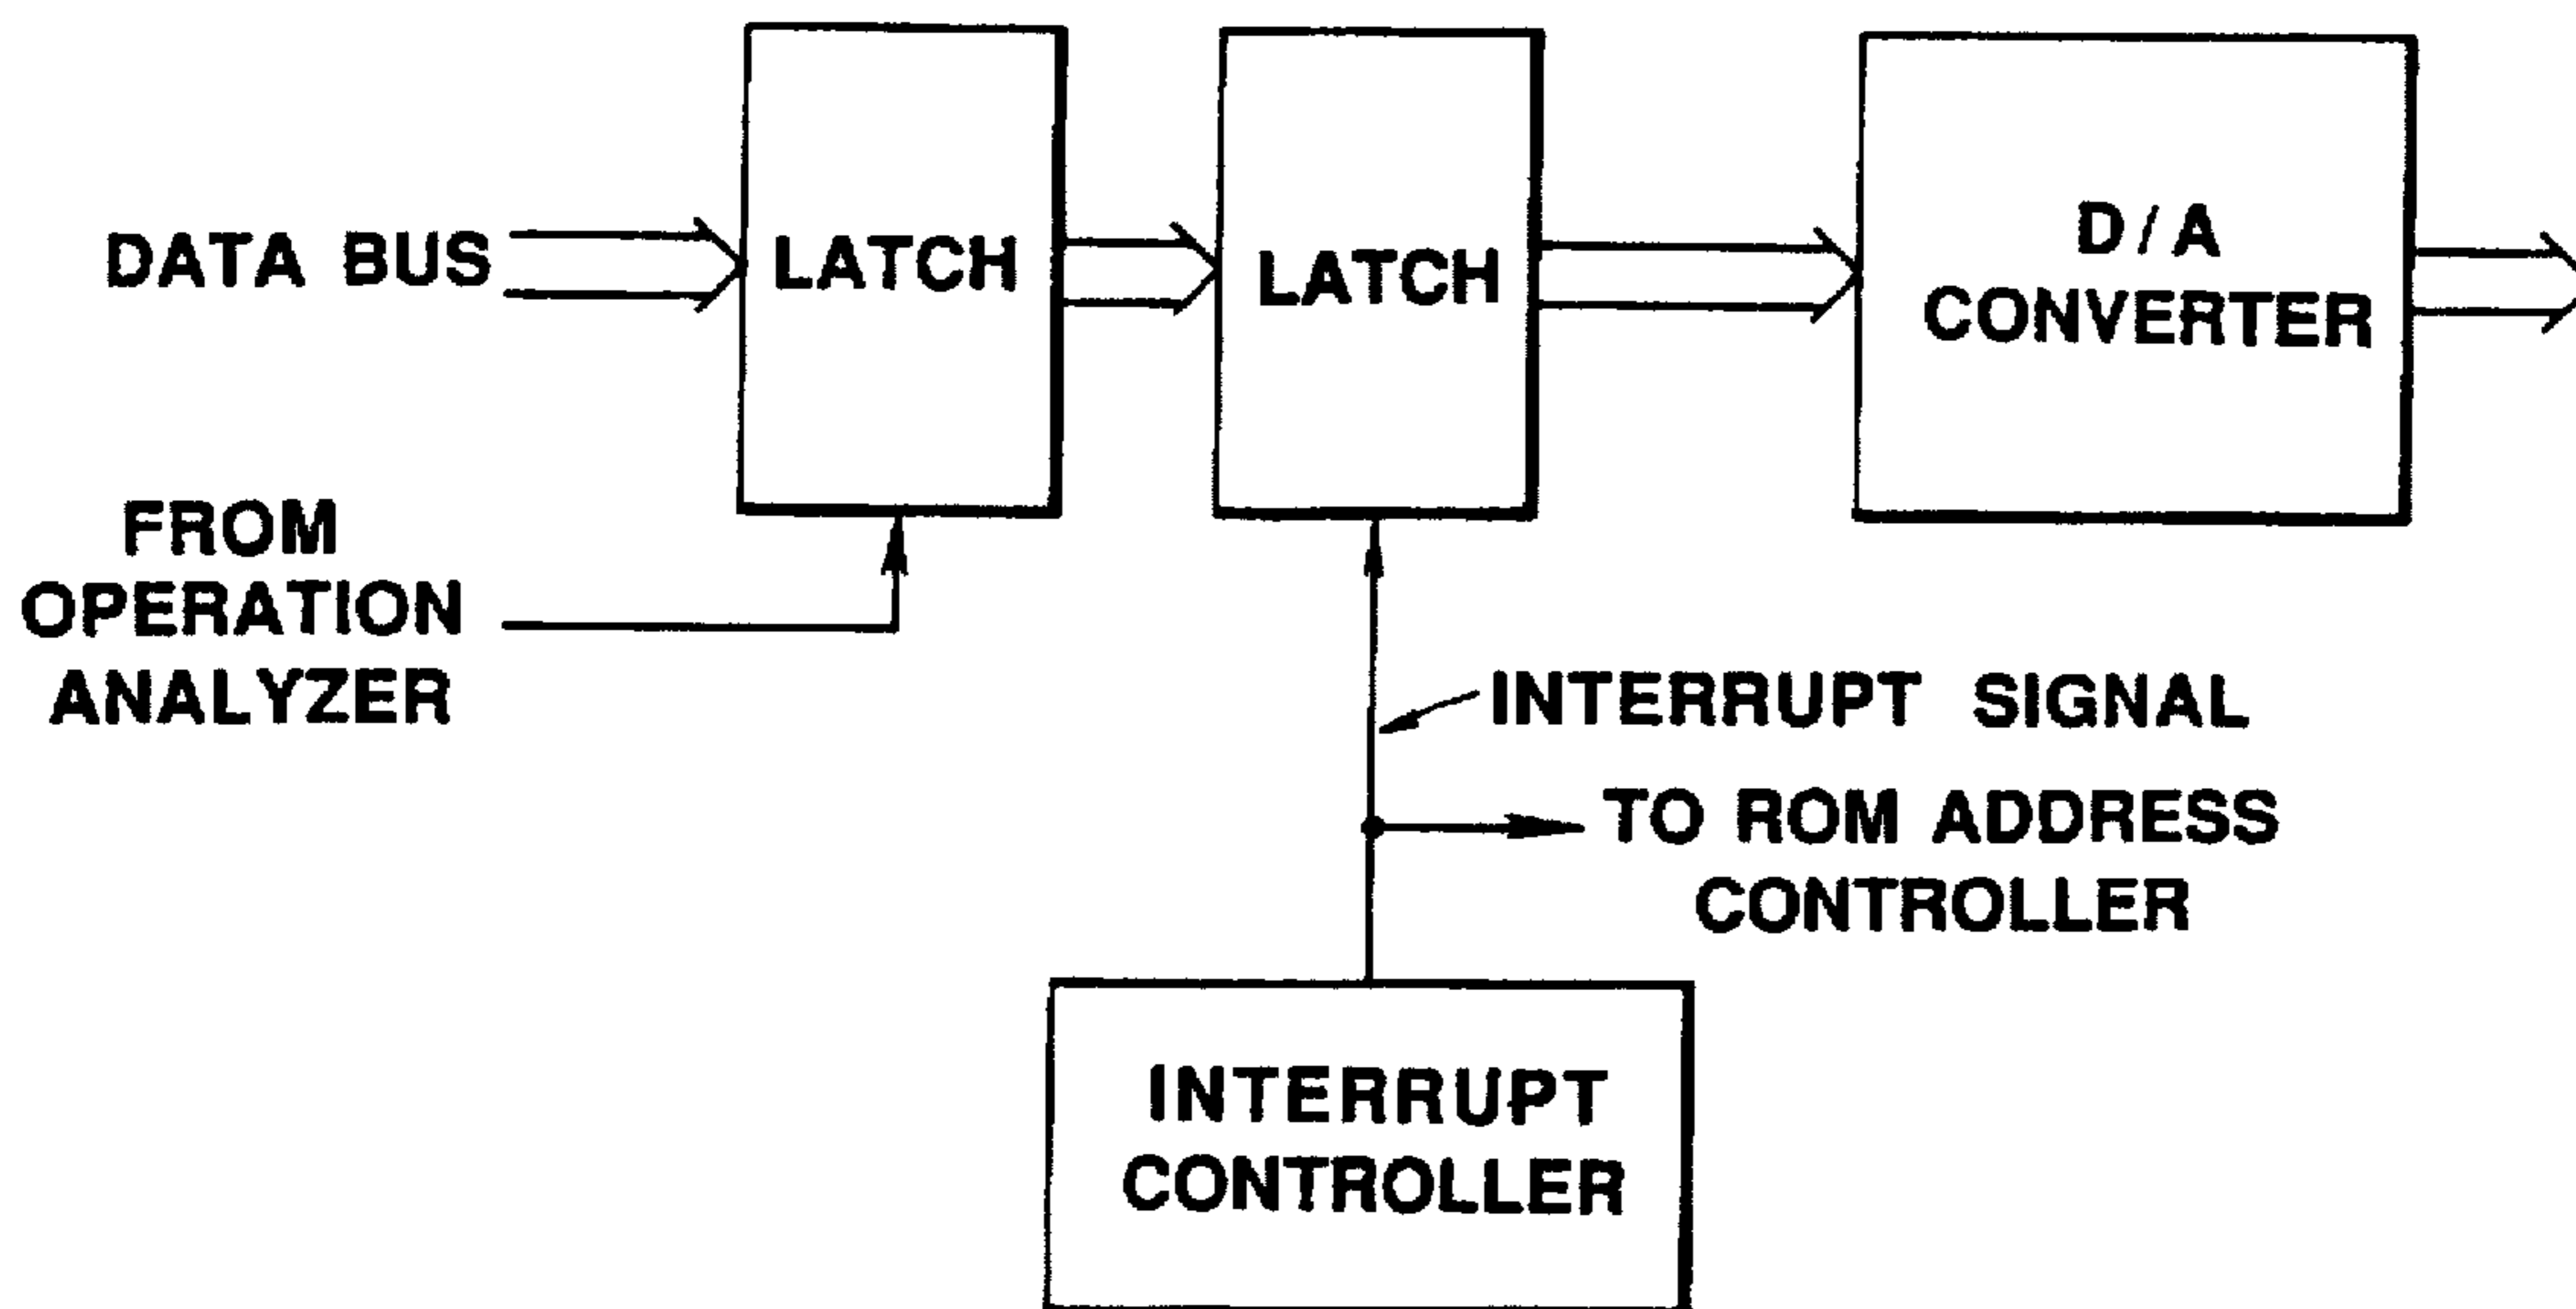 DATA BUS
LATCH
LATCH
D/A
CONVERTER
FROM
OPERATION
ANALYZER
INTERRUPT SIGNAL
TO ROM ADDRESS
CONTROLLER
INTERRUPT
CONTROLLER